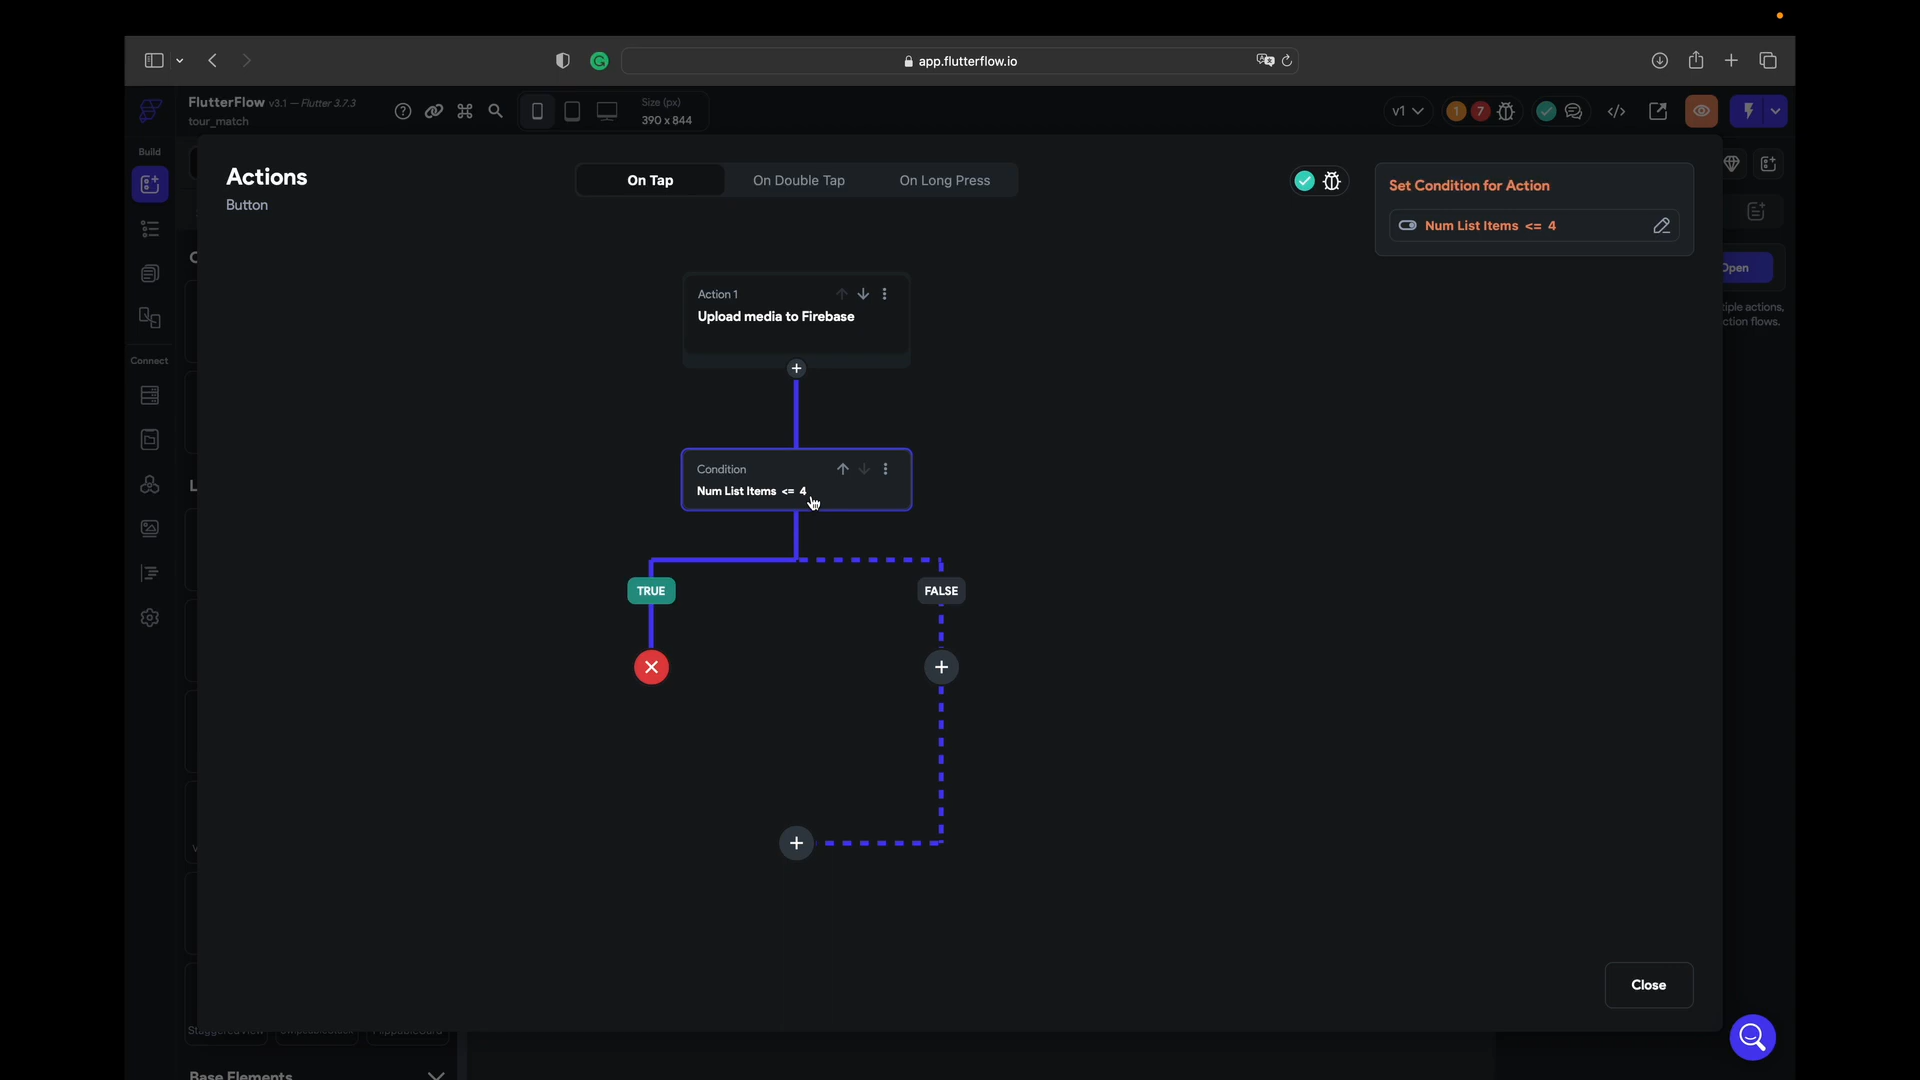 app.flutterflow.io
FlutterFlow v3.1 — Flutter 3.7.3
tour_match
Size (px)
390 x 844
v1
1
7
Build
Connect
Actions
Button
On Tap
On Double Tap
On Long Press
Set Condition for Action
Num List Items <= 4
Open
tiple actions,
ction flows.
Action 1
Upload media to Firebase
Condition
Num List Items <= 4
TRUE
FALSE
Close
Base Elements